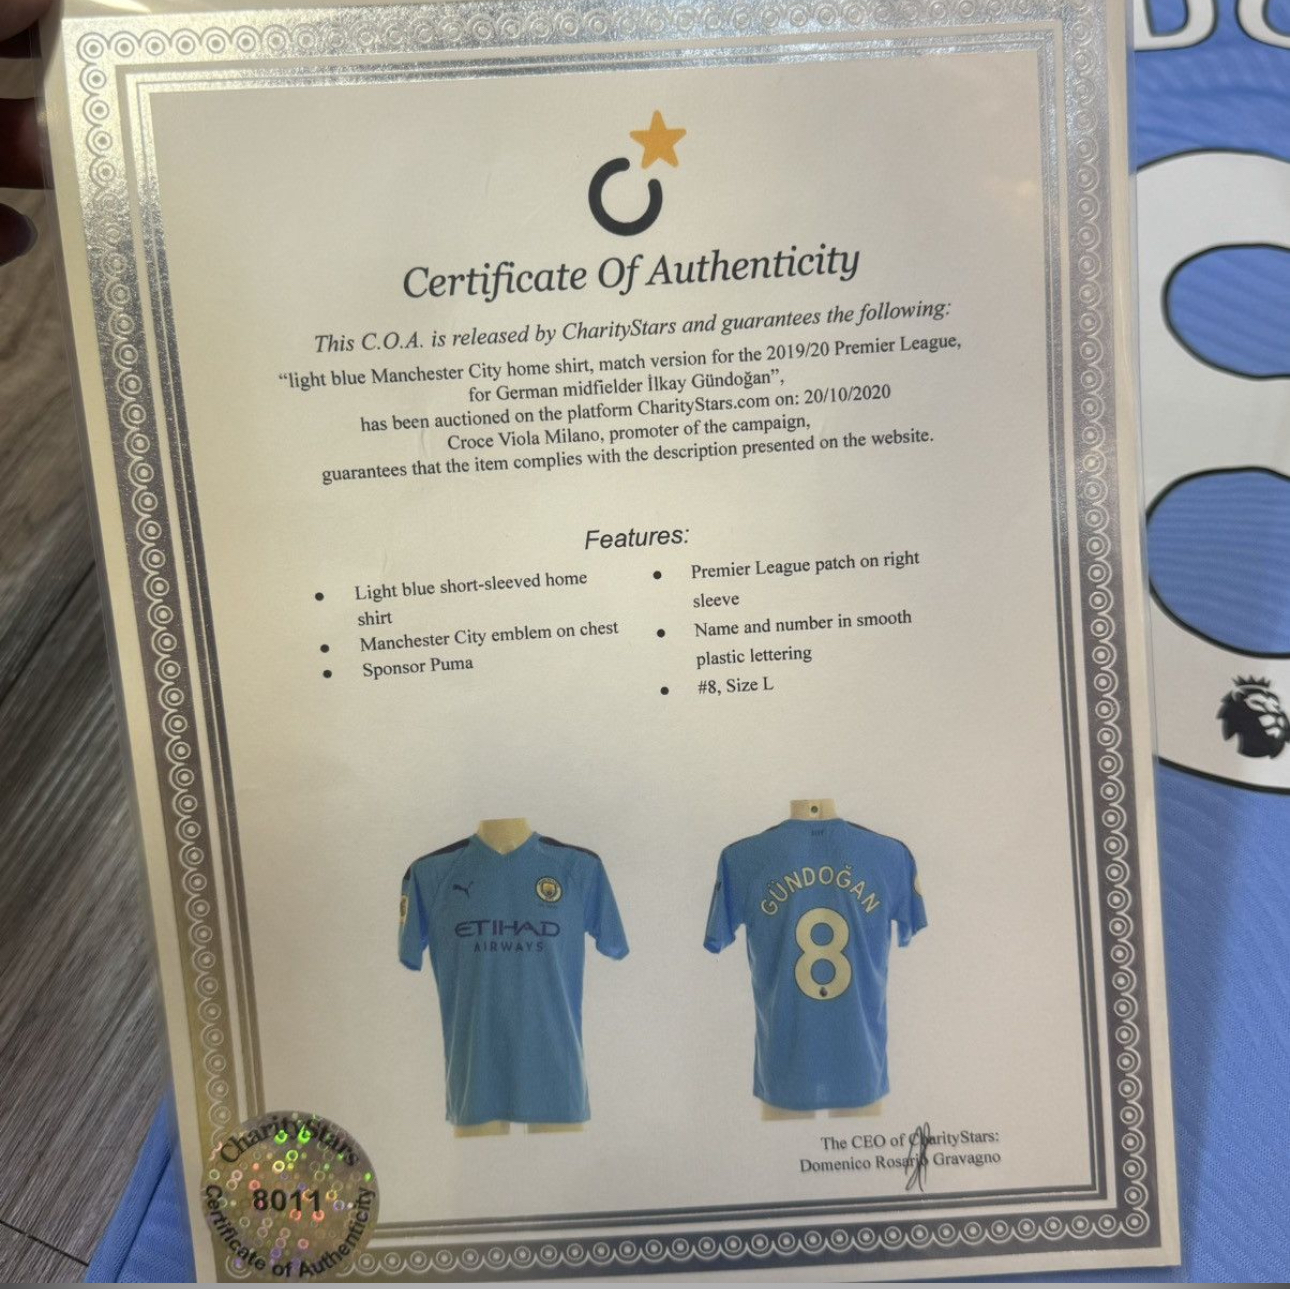 Certificate Of Authenticity
This C.O.A. is released by CharityStars and guarantees the following:
“light blue Manchester City home shirt, match version for the 2019/20 Premier League,
for German midfielder İlkay Gündoğan”,
has been auctioned on the platform CharityStars.com on: 20/10/2020
Croce Viola Milano, promoter of the campaign,
guarantees that the item complies with the description presented on the website.
Features:
Light blue short-sleeved home
shirt
Manchester City emblem on chest
Sponsor Puma
Premier League patch on right
sleeve
Name and number in smooth
plastic lettering
#8, Size L
ETIHAD
AIRWAYS
GÜNDOĞAN
8
The CEO of CharityStars:
Domenico Rosario Gravagno
CharityStars
8011
Certificate of Authenticity